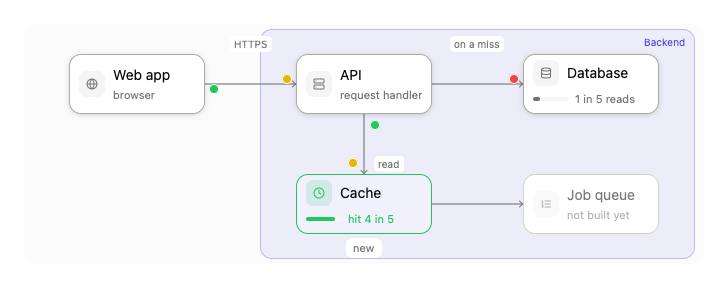 HTTPS
on a miss
Backend
Web app
browser
API
request handler
Database
1 in 5 reads
read
Cache
hit 4 in 5
Job queue
not built yet
new